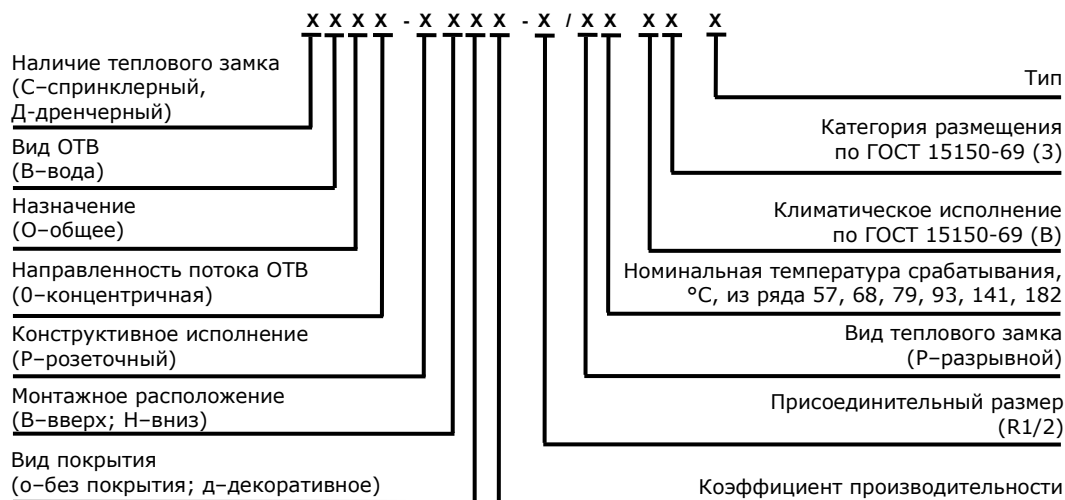 X X X X - X X X X - X / X X X X X
Наличие теплового замка
(С–спринклерный,
Д-дренчерный)
Вид ОТВ
(В–вода)
Назначение
(О–общее)
Направленность потока ОТВ
(0–концентричная)
Конструктивное исполнение
(Р–розеточный)
Монтажное расположение
(В–вверх; Н–вниз)
Вид покрытия
(о–без покрытия; д–декоративное)
Тип
Категория размещения
по ГОСТ 15150-69 (3)
Климатическое исполнение
по ГОСТ 15150-69 (В)
Номинальная температура срабатывания,
°С, из ряда 57, 68, 79, 93, 141, 182
Вид теплового замка
(Р–разрывной)
Присоединительный размер
(R1/2)
Коэффициент производительности